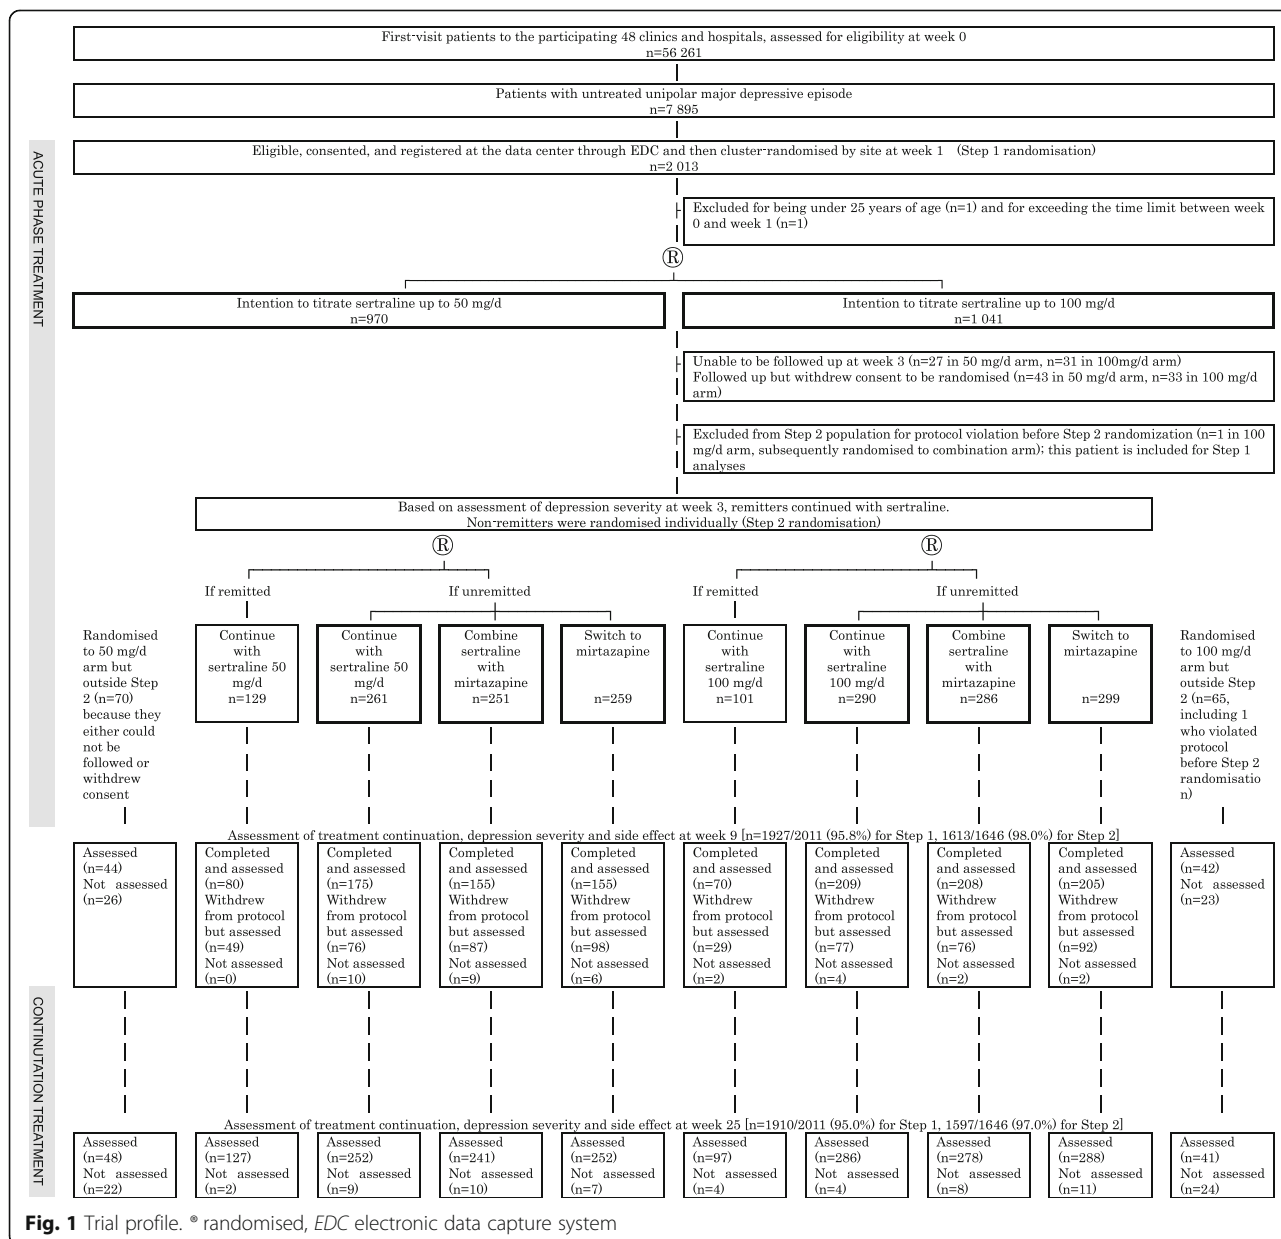 First-visit patients to the participating 48 clinics and hospitals, assessed for eligibility at week 0
n=56 261
Patients with untreated unipolar major depressive episode
n=7 895
ACUTE PHASE TREATMENT
Eligible, consented, and registered at the data center through EDC and then cluster-randomised by site at week 1 (Step 1 randomisation)
n=2 013
Excluded for being under 25 years of age (n=1) and for exceeding the time limit between week
0 and week 1 (n=1)
Ⓡ
Intention to titrate sertraline up to 50 mg/d
n=970
Intention to titrate sertraline up to 100 mg/d
n=1 041
Unable to be followed up at week 3 (n=27 in 50 mg/d arm, n=31 in 100mg/d arm)
Followed up but withdrew consent to be randomised (n=43 in 50 mg/d arm, n=33 in 100 mg/d
arm)
Excluded from Step 2 population for protocol violation before Step 2 randomization (n=1 in 100
mg/d arm, subsequently randomised to combination arm); this patient is included for Step 1
analyses
Based on assessment of depression severity at week 3, remitters continued with sertraline.
Non-remitters were randomised individually (Step 2 randomisation)
Ⓡ
Ⓡ
If remitted
If unremitted
If remitted
If unremitted
Randomised
to 50 mg/d
arm but
outside Step
2 (n=70)
because they
either could
not be
followed or
withdrew
consent
Continue
with
sertraline 50
mg/d
n=129
Continue
with
sertraline 50
mg/d
n=261
Combine
sertraline
with
mirtazapine
n=251
Switch to
mirtazapine
n=259
Continue
with
sertraline
100 mg/d
n=101
Continue
with
sertraline
100 mg/d
n=290
Combine
sertraline
with
mirtazapine
n=286
Switch to
mirtazapine
n=299
Randomised
to 100 mg/d
arm but
outside Step
2 (n=65,
including 1
who violated
protocol
before Step 2
randomisatio
n)
Assessment of treatment continuation, depression severity and side effect at week 9 [n=1927/2011 (95.8%) for Step 1, 1613/1646 (98.0%) for Step 2]
Assessed
(n=44)
Not assessed
(n=26)
Completed
and assessed
(n=80)
Withdrew
from protocol
but assessed
(n=49)
Not assessed
(n=0)
Completed
and assessed
(n=175)
Withdrew
from protocol
but assessed
(n=76)
Not assessed
(n=10)
Completed
and assessed
(n=155)
Withdrew
from protocol
but assessed
(n=87)
Not assessed
(n=9)
Completed
and assessed
(n=155)
Withdrew
from protocol
but assessed
(n=98)
Not assessed
(n=6)
Completed
and assessed
(n=70)
Withdrew
from protocol
but assessed
(n=29)
Not assessed
(n=2)
Completed
and assessed
(n=209)
Withdrew
from protocol
but assessed
(n=77)
Not assessed
(n=4)
Completed
and assessed
(n=208)
Withdrew
from protocol
but assessed
(n=76)
Not assessed
(n=2)
Completed
and assessed
(n=205)
Withdrew
from protocol
but assessed
(n=92)
Not assessed
(n=2)
Assessed
(n=42)
Not assessed
(n=23)
CONTINUTATION TREATMENT
Assessment of treatment continuation, depression severity and side effect at week 25 [n=1910/2011 (95.0%) for Step 1, 1597/1646 (97.0%) for Step 2]
Assessed
(n=48)
Not assessed
(n=22)
Assessed
(n=127)
Not assessed
(n=2)
Assessed
(n=252)
Not assessed
(n=9)
Assessed
(n=241)
Not assessed
(n=10)
Assessed
(n=252)
Not assessed
(n=7)
Assessed
(n=97)
Not assessed
(n=4)
Assessed
(n=286)
Not assessed
(n=4)
Assessed
(n=278)
Not assessed
(n=8)
Assessed
(n=288)
Not assessed
(n=11)
Assessed
(n=41)
Not assessed
(n=24)
Fig. 1 Trial profile. ® randomised, EDC electronic data capture system